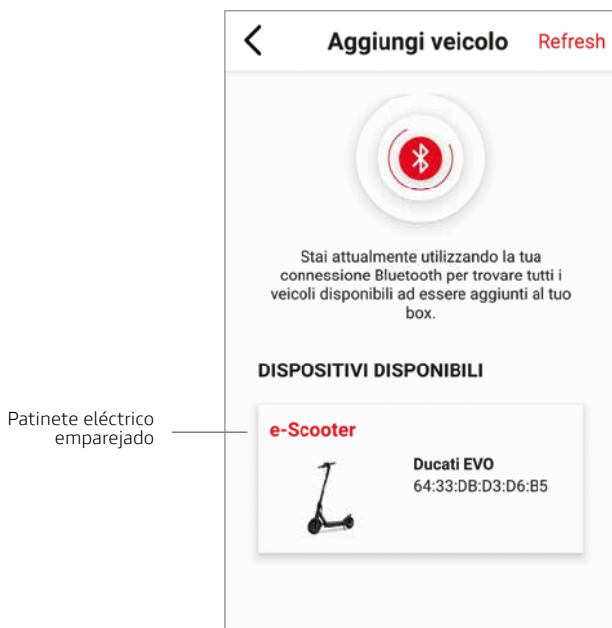 Aggiungi veicolo
Refresh
Stai attualmente utilizzando la tua
connessione Bluetooth per trovare tutti i
veicoli disponibili ad essere aggiunti al tuo
box.
DISPOSITIVI DISPONIBILI
Patinete eléctrico
emparejado
e-Scooter
Ducati EVO
64:33:DB:D3:D6:B5